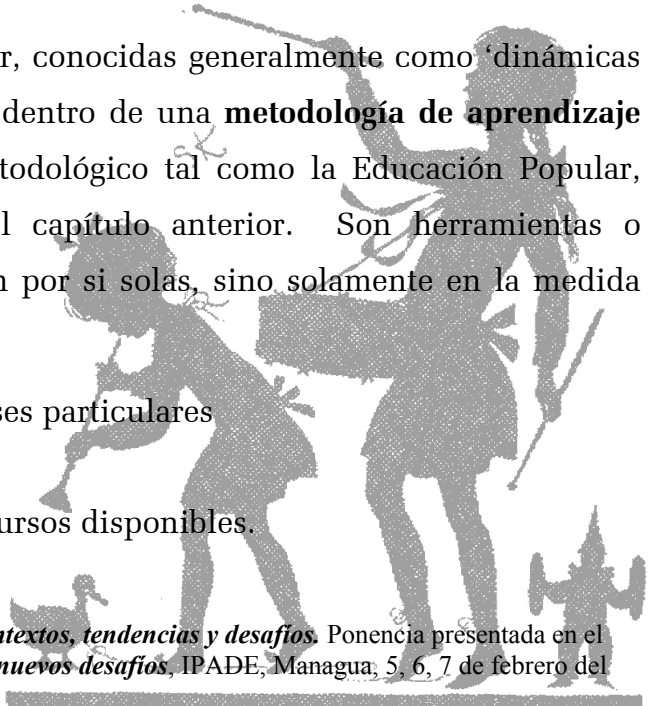 r, conocidas generalmente como ‘dinámicas
dentro de una metodología de aprendizaje
todológico tal como la Educación Popular,
l capítulo anterior. Son herramientas o
n por si solas, sino solamente en la medida
ses particulares
ursos disponibles.
ntextos, tendencias y desafíos. Ponencia presentada en el
nuevos desafíos, IPADE, Managua, 5, 6, 7 de febrero del